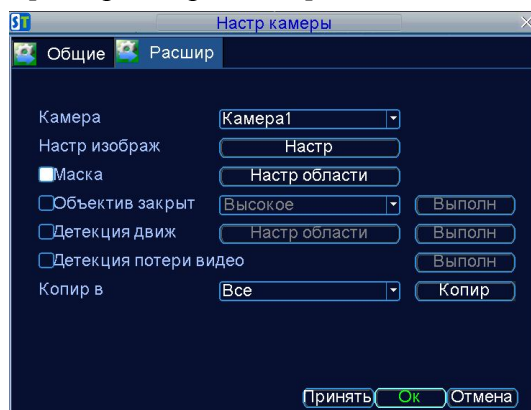 ST Настр камеры
Общие Расшир
Камера Камера1
Настр изображ Настр
Маска Настр области
Объектив закрыт Высокое Выполн
Детекция движ Настр области Выполн
Детекция потери видео Выполн
Копир в Все Копир
Принять Ок Отмена